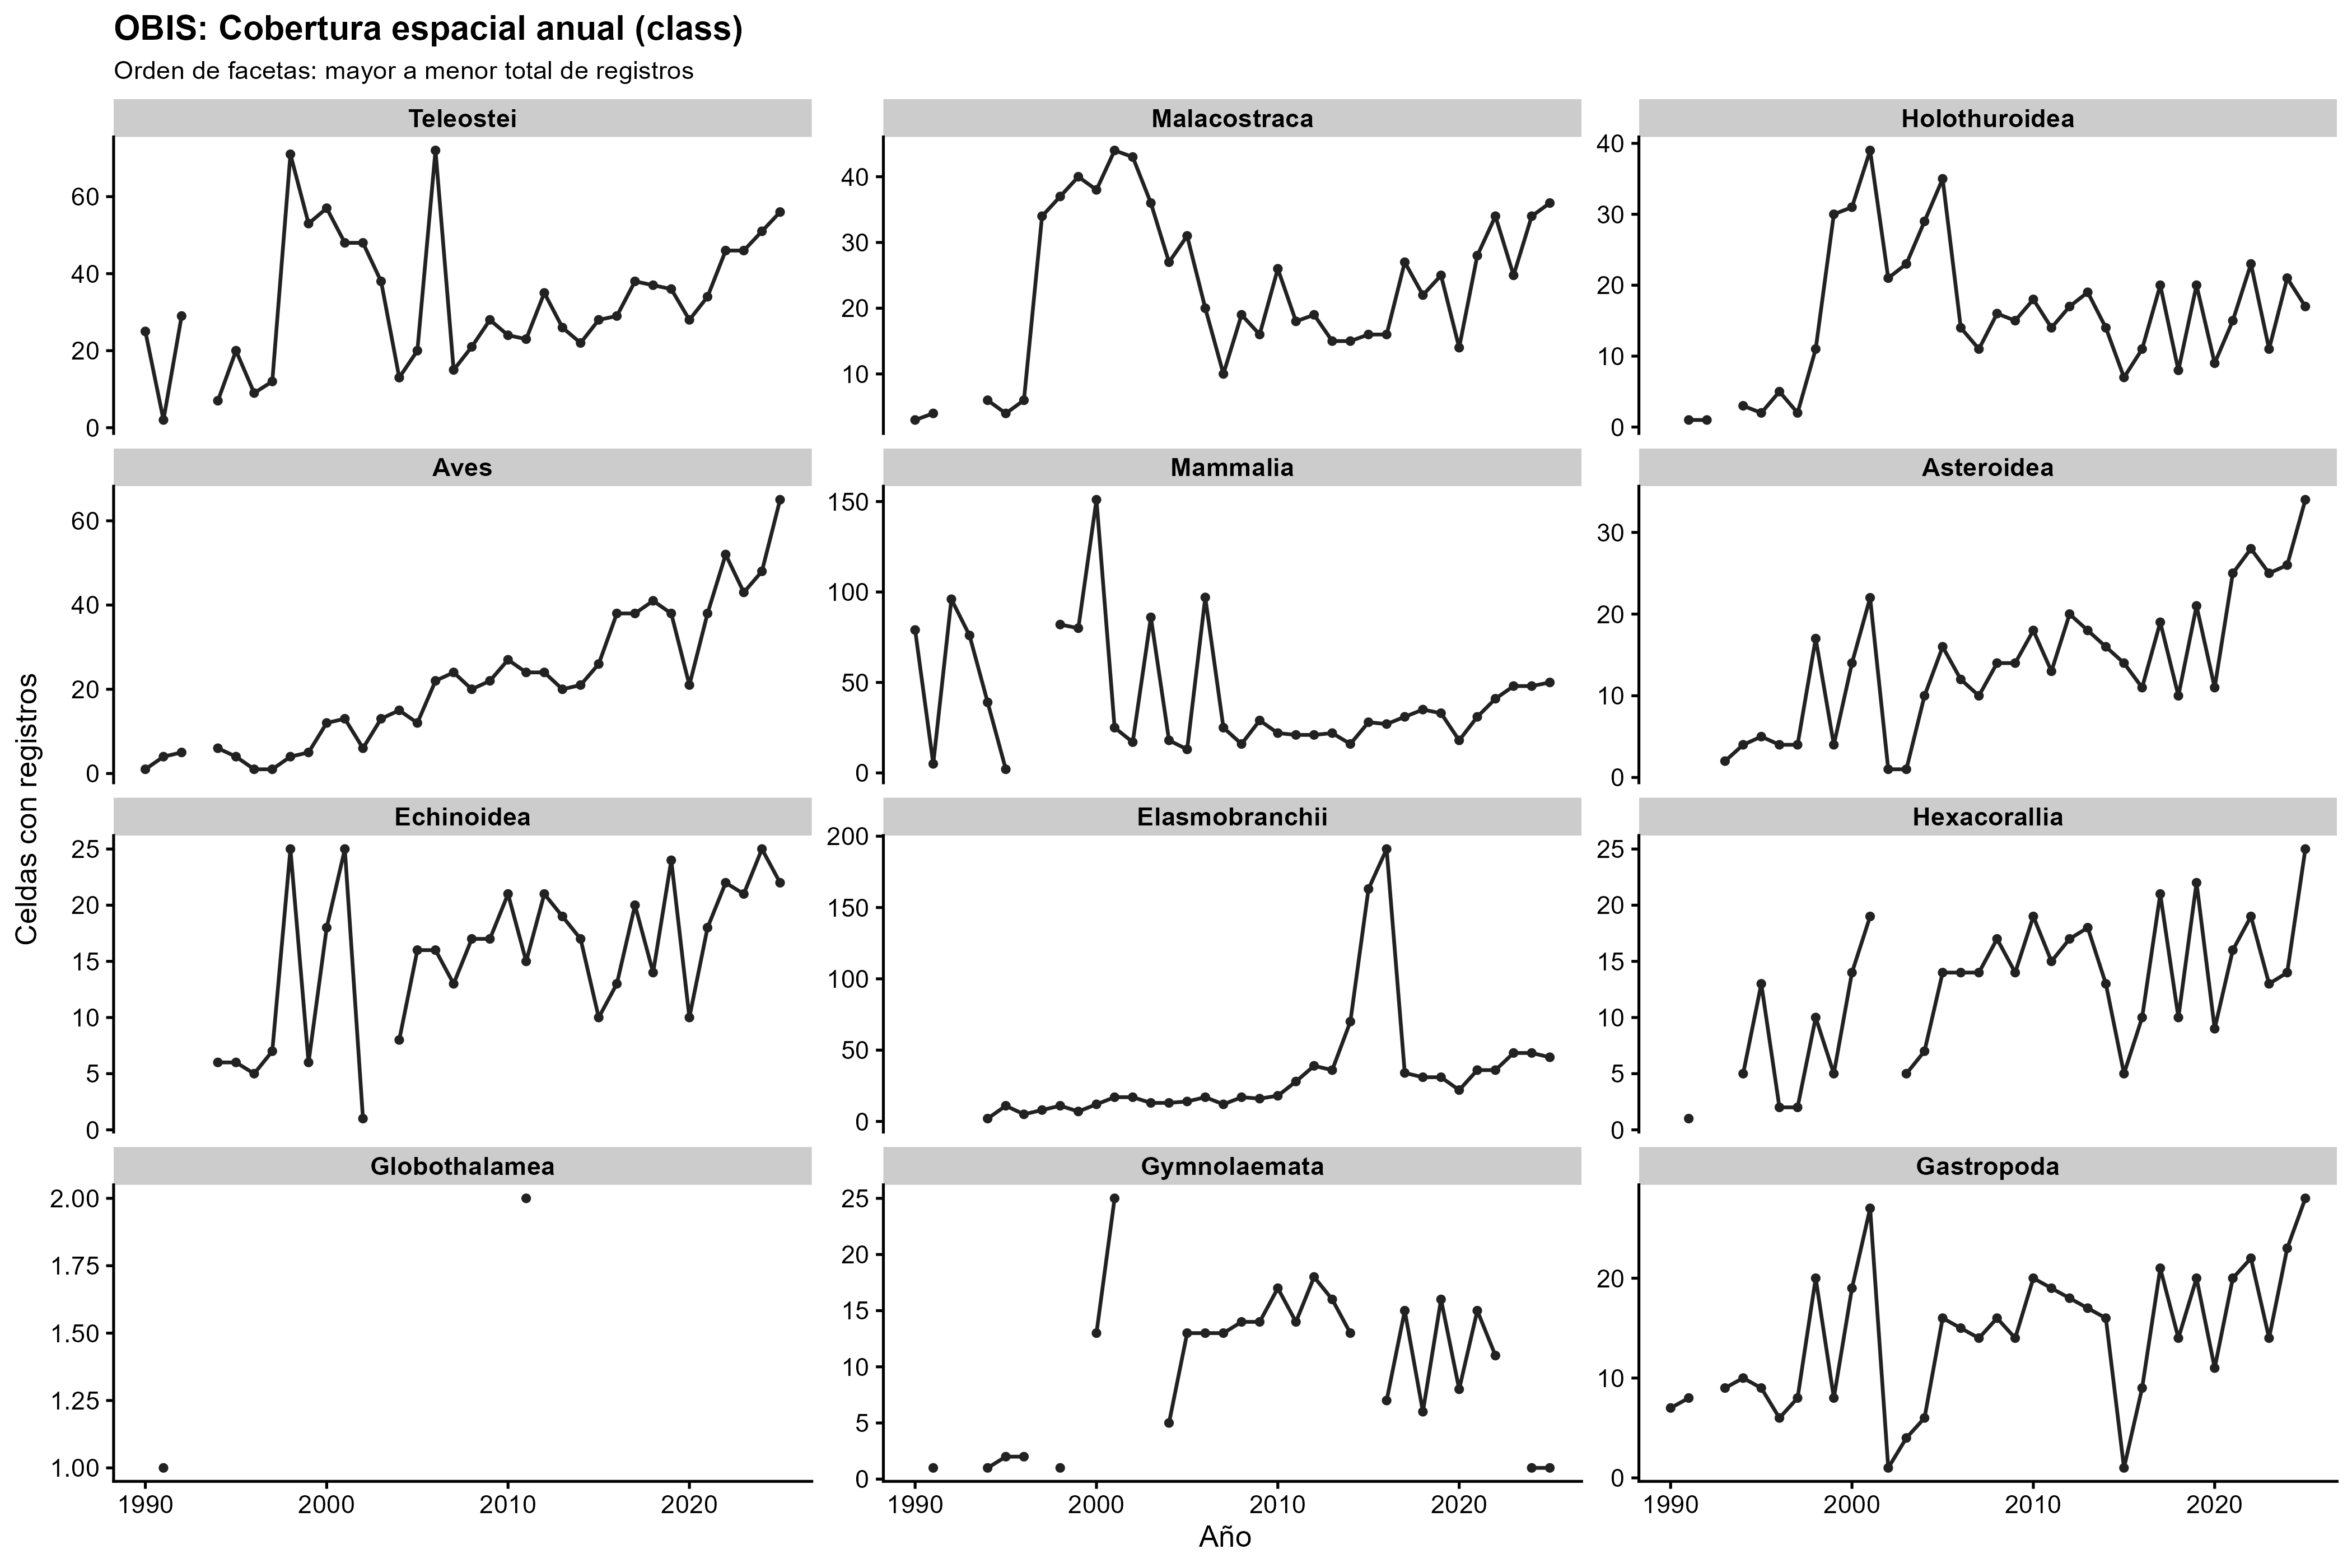 OBIS: Cobertura espacial anual (class)
Orden de facetas: mayor a menor total de registros
Teleostei
Malacostraca
Holothuroidea
60
40
20
0
40
30
20
10
40
30
20
10
0
Aves
Mammalia
Asteroidea
60
40
20
0
150
100
50
0
30
20
10
0
Celdas con registros
Echinoidea
Elasmobranchii
Hexacorallia
25
20
15
10
5
0
200
150
100
50
0
25
20
15
10
5
0
Globothalamea
Gymnolaemata
Gastropoda
2.00
1.75
1.50
1.25
1.00
25
20
15
10
5
0
20
10
0
1990 2000 2010 2020
1990 2000 2010 2020
1990 2000 2010 2020
Año